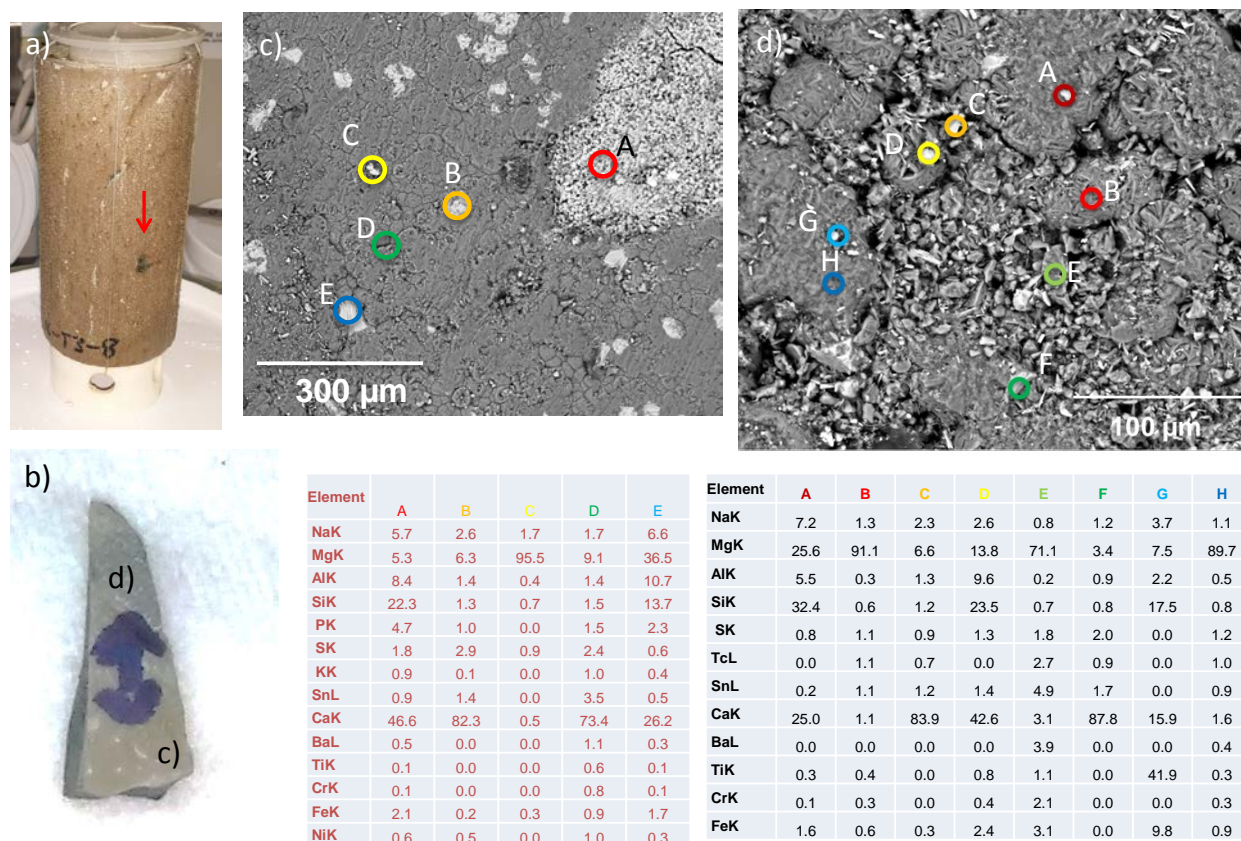 a)
T3-8
c)
A
B
C
D
E
300 µm
d)
A
C
D
B
G
H
E
F
100 µm
b)
d)
c)
Element A B C D E
NaK 5.7 2.6 1.7 1.7 6.6
MgK 5.3 6.3 95.5 9.1 36.5
AlK 8.4 1.4 0.4 1.4 10.7
SiK 22.3 1.3 0.7 1.5 13.7
PK 4.7 1.0 0.0 1.5 2.3
SK 1.8 2.9 0.9 2.4 0.6
KK 0.9 0.1 0.0 1.0 0.4
SnL 0.9 1.4 0.0 3.5 0.5
CaK 46.6 82.3 0.5 73.4 26.2
BaL 0.5 0.0 0.0 1.1 0.3
TiK 0.1 0.0 0.0 0.6 0.1
CrK 0.1 0.0 0.0 0.8 0.1
FeK 2.1 0.2 0.3 0.9 1.7
NiK 0.6 0.5 0.0 1.0 0.3
Element A B C D E F G H
NaK 7.2 1.3 2.3 2.6 0.8 1.2 3.7 1.1
MgK 25.6 91.1 6.6 13.8 71.1 3.4 7.5 89.7
AlK 5.5 0.3 1.3 9.6 0.2 0.9 2.2 0.5
SiK 32.4 0.6 1.2 23.5 0.7 0.8 17.5 0.8
SK 0.8 1.1 0.9 1.3 1.8 2.0 0.0 1.2
TcL 0.0 1.1 0.7 0.0 2.7 0.9 0.0 1.0
SnL 0.2 1.1 1.2 1.4 4.9 1.7 0.0 0.9
CaK 25.0 1.1 83.9 42.6 3.1 87.8 15.9 1.6
BaL 0.0 0.0 0.0 0.0 3.9 0.0 0.0 0.4
TiK 0.3 0.4 0.0 0.8 1.1 0.0 41.9 0.3
CrK 0.1 0.3 0.0 0.4 2.1 0.0 0.0 0.3
FeK 1.6 0.6 0.3 2.4 3.1 0.0 9.8 0.9